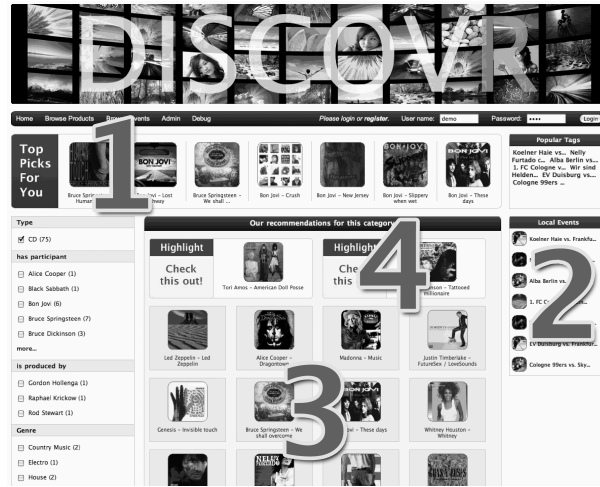 DISCOVR
Home Browse Products Events Admin Debug Please login or register. User name: demo Password: •••• Login
Top
Picks
For
You
Bruce Springsteen - We shall ...
Bon Jovi - Crush
Bon Jovi - New Jersey
Bon Jovi - Slippery when wet
Bon Jovi - These days
Popular Tags
Koelner Haie vs... Nelly
Furtado c... Alba Berlin vs...
1. FC Cologne v... Wir sind
Helden... EV Duisburg vs...
Cologne 99ers ...
1
Type
CD (75)
has participant
Alice Cooper (1)
Black Sabbath (1)
Bon Jovi (6)
Bruce Springsteen (7)
Bruce Dickinson (3)
more...
is produced by
Gordon Hollenga (1)
Raphael Krickow (1)
Rod Stewart (1)
Genre
Country Music (2)
Electro (1)
House (2)
Our recommendations for this category
Highlight
Check
this out!
Tori Amos - American Doll Posse
Highlight
this
Tattooed
millionaire
4
Led Zeppelin - Led
Zeppelin
Alice Cooper -
Dragontown
Madonna - Music
Justin Timberlake -
FutureSex / LoveSounds
Genesis - Invisible touch
Bruce Springsteen - We
shall overcome
These days
Whitney Houston -
Whitney
3
NELLY
FURTADO
Local Events
Koelner Haie vs. Frankfu...
Alba Berlin vs.
1. FC
EV Duisburg vs. Frankfur...
Cologne 99ers vs. Sky...
2